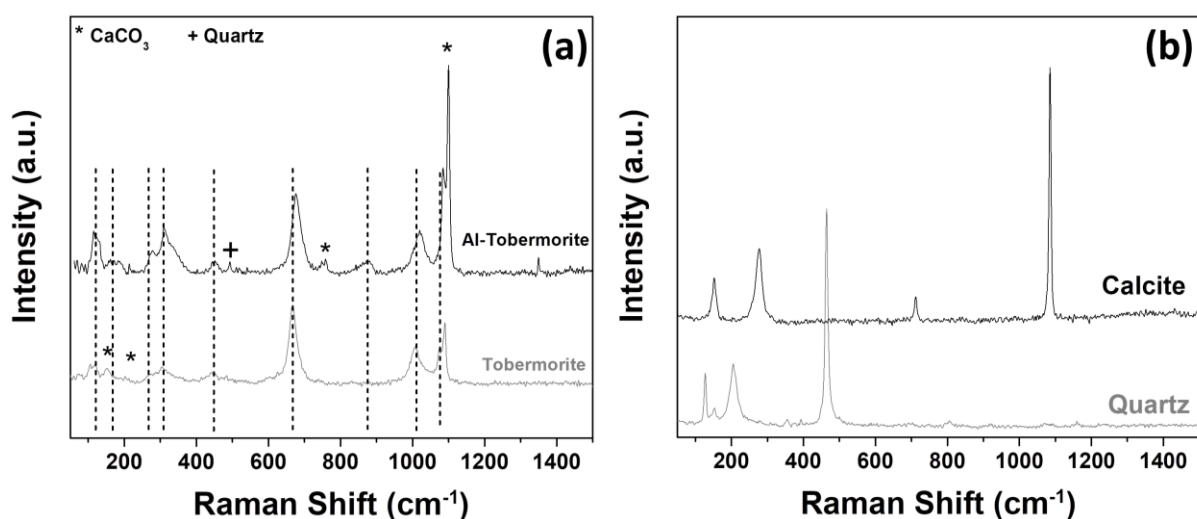 * CaCO₃ + Quartz
(a)
*
+
*
Al-Tobermorite
* *
Tobermorite
Intensity (a.u.)
200 400 600 800 1000 1200 1400
Raman Shift (cm⁻¹)
(b)
Calcite
Quartz
Intensity (a.u.)
200 400 600 800 1000 1200 1400
Raman Shift (cm⁻¹)